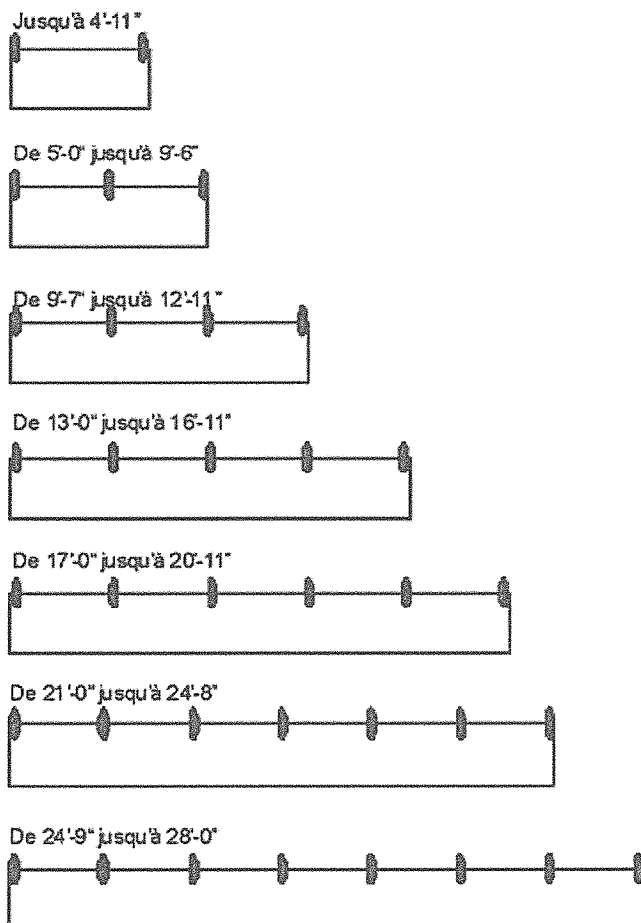 Jusqu'à 4'-11"
De 5'-0" jusqu'à 9'-6"
De 9'-7" jusqu'à 12'-11"
De 13'-0" jusqu'à 16'-11"
De 17'-0" jusqu'à 20'-11"
De 21'-0" jusqu'à 24'-8"
De 24'-9" jusqu'à 28'-0"